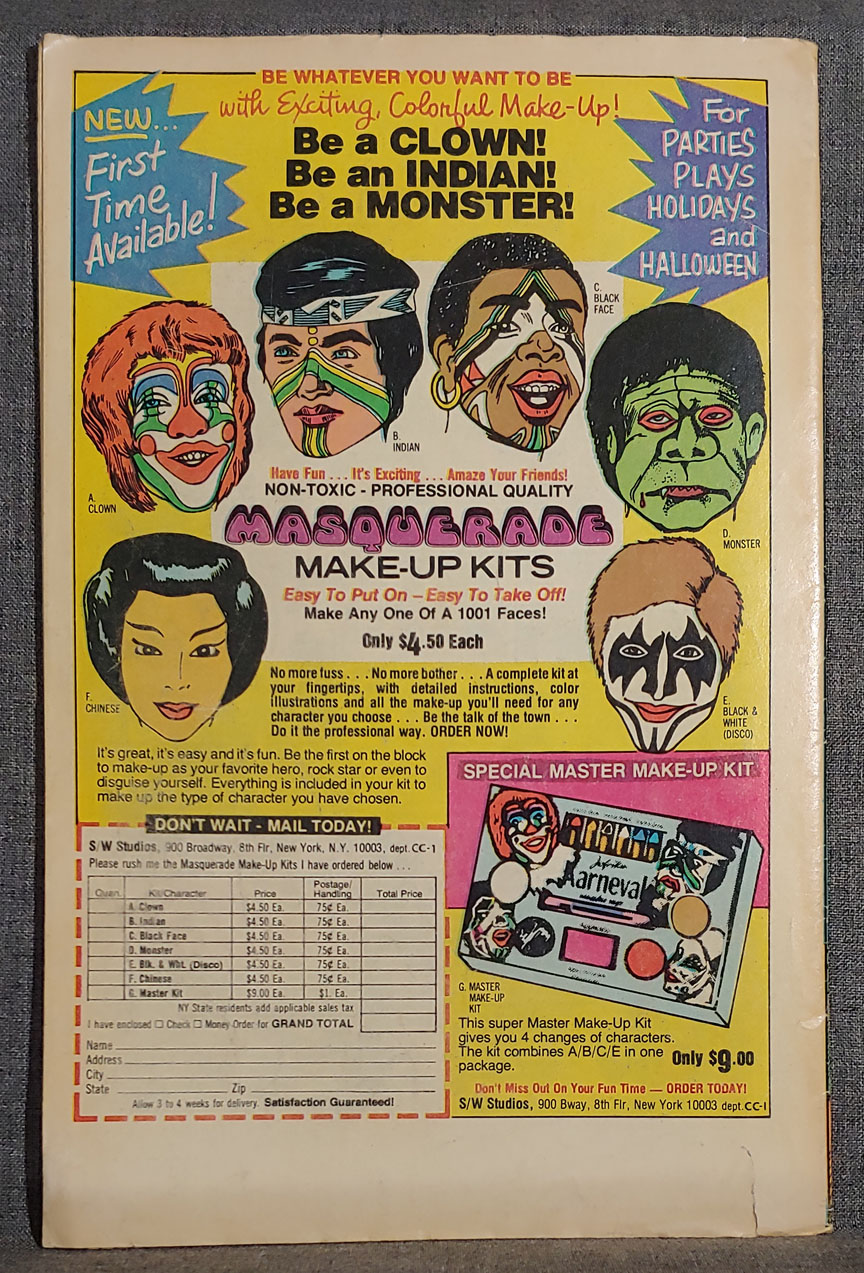 BE WHATEVER YOU WANT TO BE
with Exciting, Colorful Make-Up!
Be a CLOWN!
Be an INDIAN!
Be a MONSTER!
NEW...
First
Time
Available!
For
PARTIES
PLAYS
HOLIDAYS
and
HALLOWEEN
A.
CLOWN
B.
INDIAN
C.
BLACK
FACE
D.
MONSTER
Have Fun . . . It's Exciting . . . Amaze Your Friends!
NON-TOXIC - PROFESSIONAL QUALITY
MASQUERADE
MAKE-UP KITS
Easy To Put On – Easy To Take Off!
Make Any One Of A 1001 Faces!
Only $4.50 Each
F.
CHINESE
E.
BLACK &
WHITE
(DISCO)
No more fuss . . . No more bother . . . A complete kit at
your fingertips, with detailed instructions, color
illustrations and all the make-up you'll need for any
character you choose . . . Be the talk of the town . . .
Do it the professional way. ORDER NOW!
It's great, it's easy and it's fun. Be the first on the block
to make-up as your favorite hero, rock star or even to
disguise yourself. Everything is included in your kit to
make up the type of character you have chosen.
DON'T WAIT - MAIL TODAY!
S/W Studios, 900 Broadway, 8th Flr, New York, N.Y. 10003, dept. CC-1
Please rush me the Masquerade Make-Up Kits I have ordered below . . .
Quan. Kit/Character Price Postage/ Handling Total Price
A. Clown $4.50 Ea. 75¢ Ea.
B. Indian $4.50 Ea. 75¢ Ea.
C. Black Face $4.50 Ea. 75¢ Ea.
D. Monster $4.50 Ea. 75¢ Ea.
E. Blk. & Wht. (Disco) $4.50 Ea. 75¢ Ea.
F. Chinese $4.50 Ea. 75¢ Ea.
G. Master Kit $9.00 Ea. $1. Ea.
NY State residents add applicable sales tax
I have enclosed □ Check □ Money Order for GRAND TOTAL
Name
Address
City
State Zip
Allow 3 to 4 weeks for delivery. Satisfaction Guaranteed!
SPECIAL MASTER MAKE-UP KIT
Aarneval
G. MASTER
MAKE-UP
KIT
This super Master Make-Up Kit
gives you 4 changes of characters.
The kit combines A/B/C/E in one
package.
Only $9.00
Don't Miss Out On Your Fun Time — ORDER TODAY!
S/W Studios, 900 Bway, 8th Flr, New York 10003 dept. CC-1